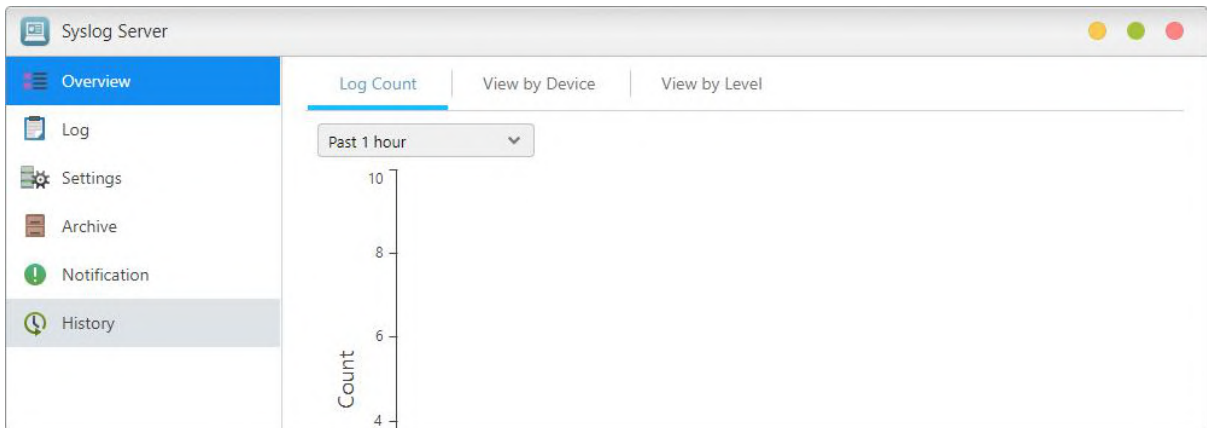 Syslog Server
Overview
Log
Settings
Archive
Notification
History
Log Count
View by Device
View by Level
Past 1 hour
10
8
6
4
Count